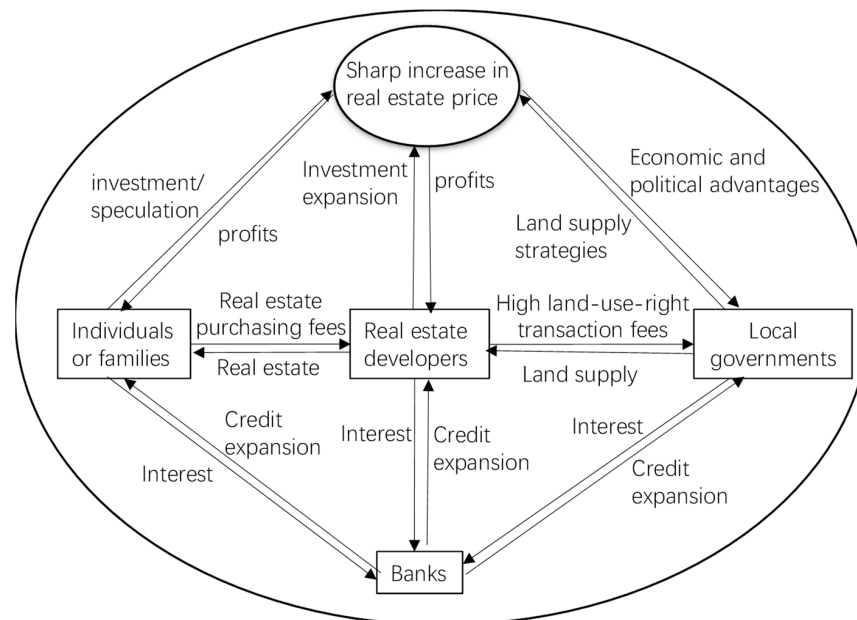 Sharp increase in
real estate price
investment/
speculation
profits
Investment
expansion
profits
Economic and
political advantages
Land supply
strategies
Individuals
or families
Real estate
purchasing fees
Real estate
Real estate
developers
High land-use-right
transaction fees
Land supply
Local
governments
Credit
expansion
Interest
Interest
Credit
expansion
Interest
Credit
expansion
Banks